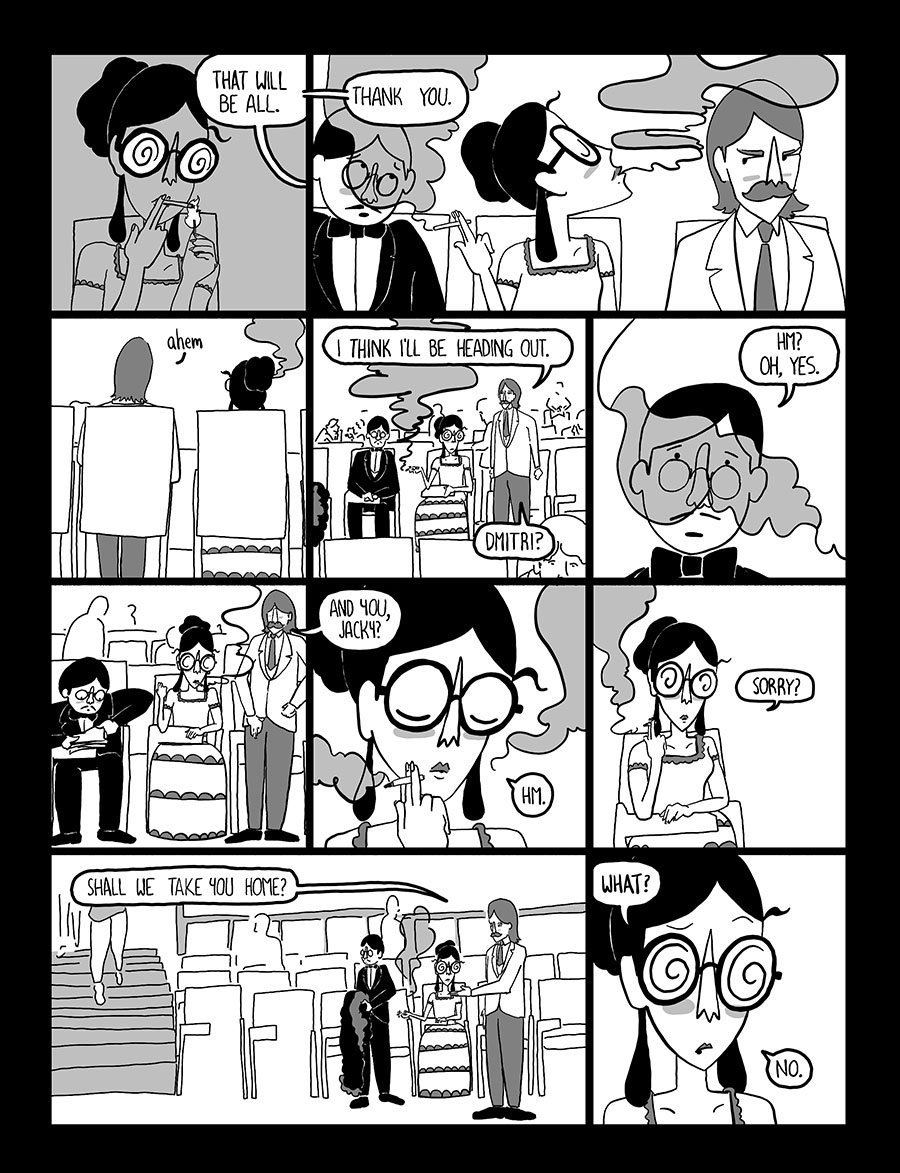 THAT WILL
BE ALL.
THANK YOU.
ahem
I THINK I'LL BE HEADING OUT.
DMITRI?
HM?
OH, YES.
AND YOU,
JACKY?
HM.
SORRY?
SHALL WE TAKE YOU HOME?
WHAT?
NO.